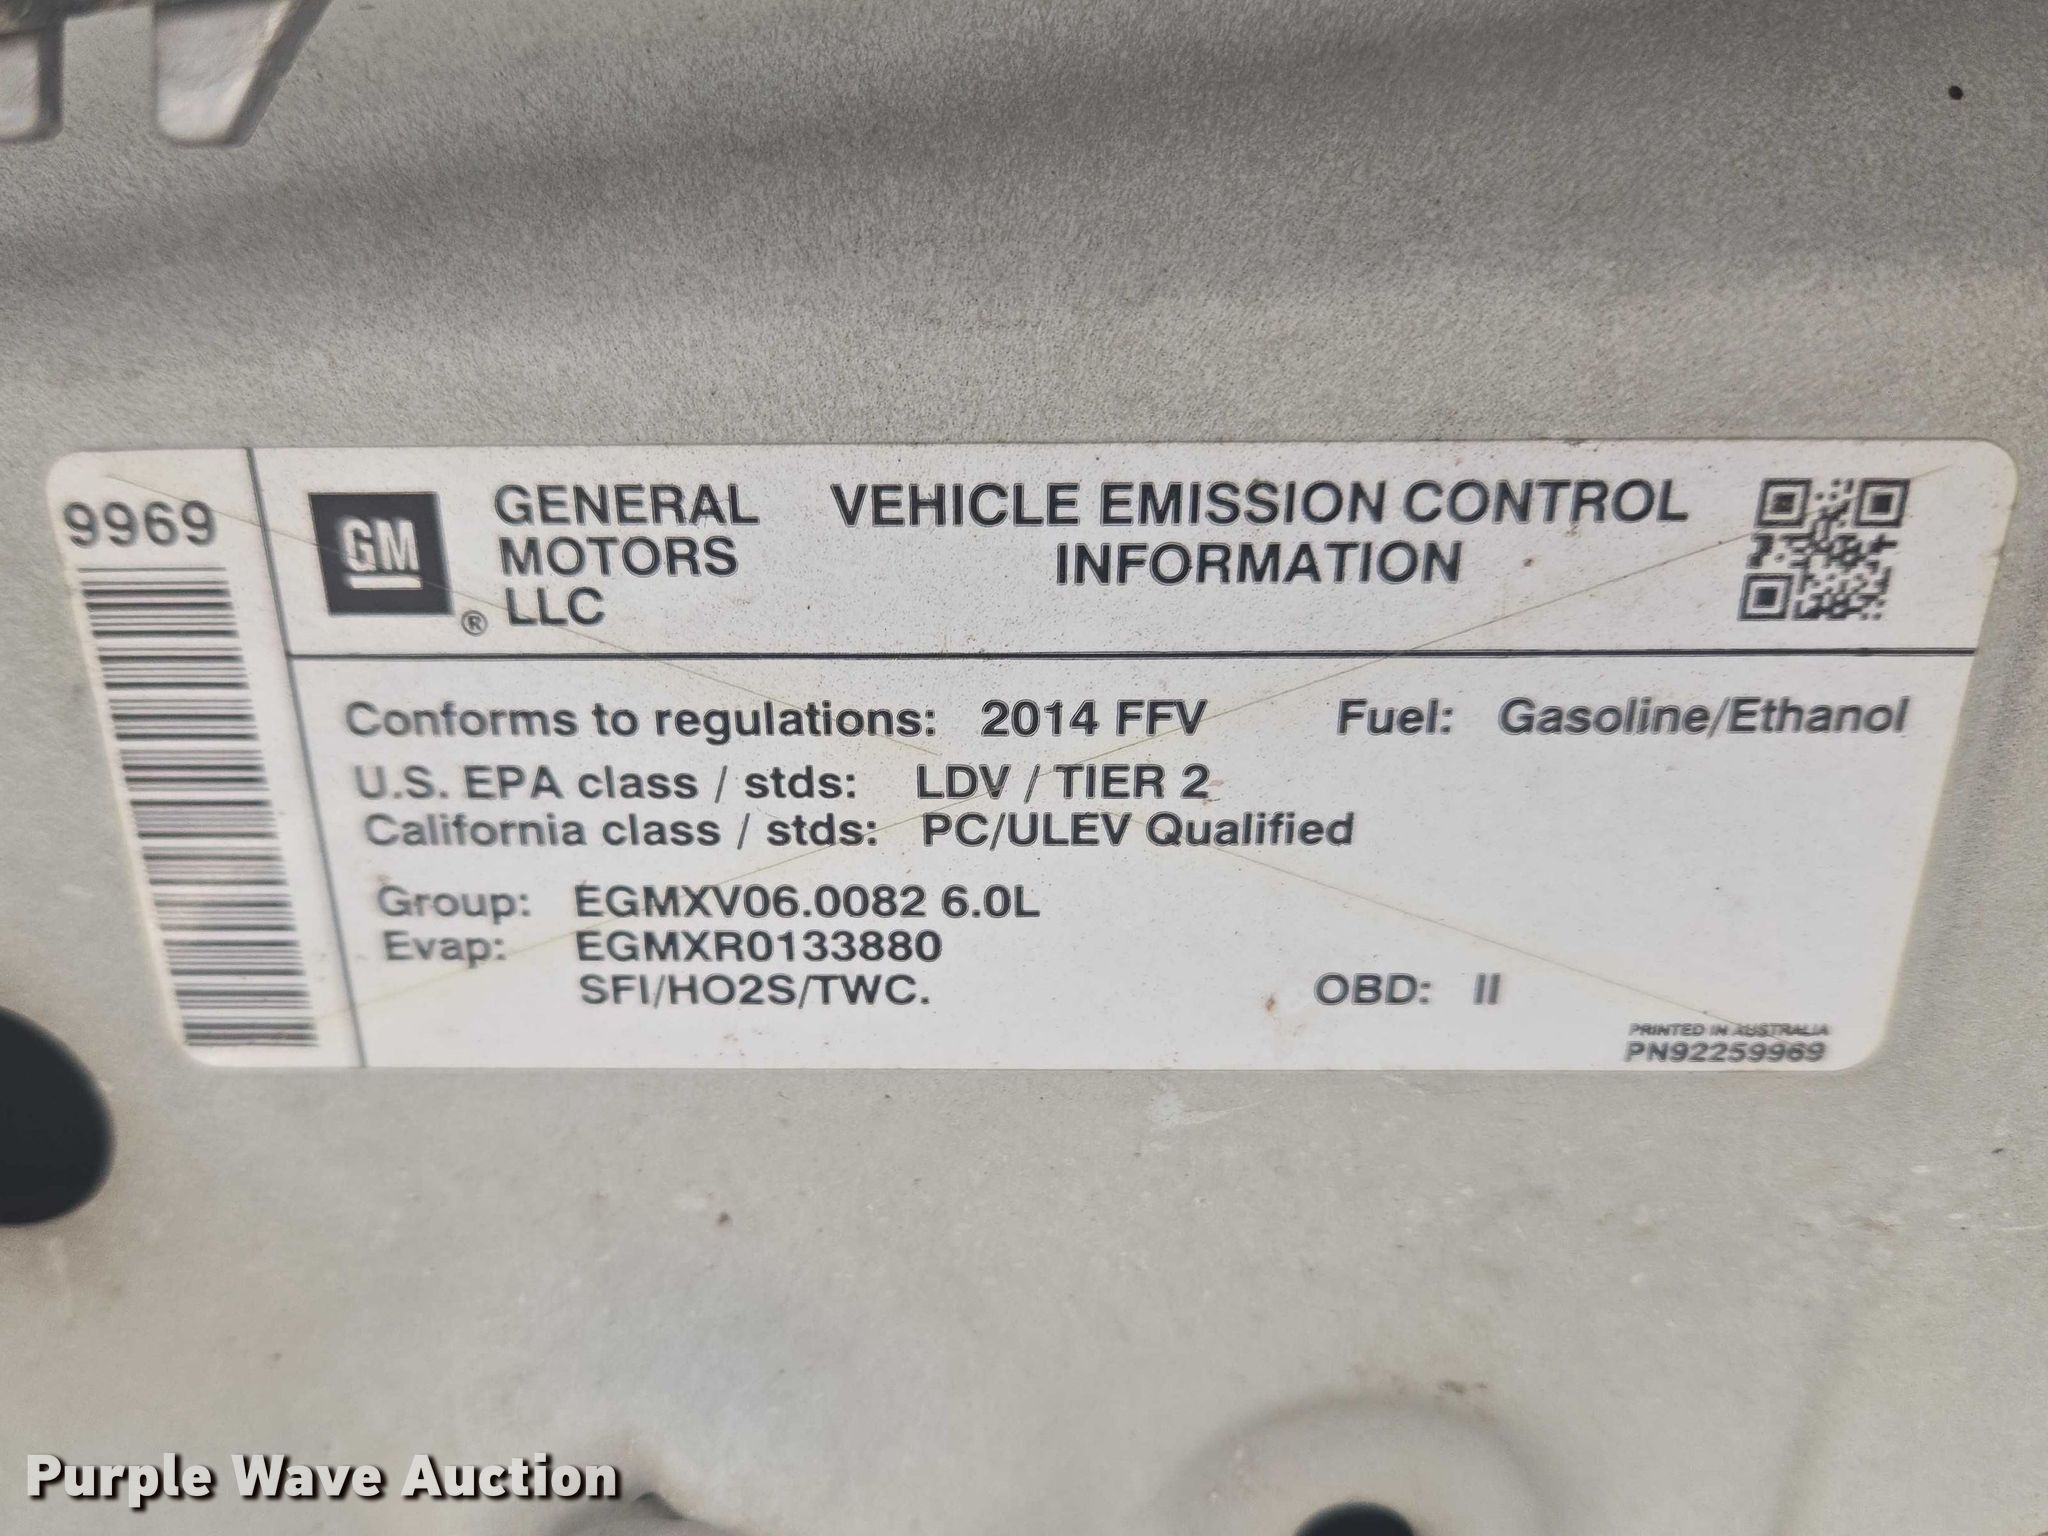 9969
GM
®
GENERAL
MOTORS
LLC
VEHICLE EMISSION CONTROL
INFORMATION
Conforms to regulations: 2014 FFV Fuel: Gasoline/Ethanol
U.S. EPA class / stds: LDV / TIER 2
California class / stds: PC/ULEV Qualified
Group: EGMXV06.0082 6.0L
Evap: EGMXR0133880
SFI/HO2S/TWC. OBD: II
PRINTED IN AUSTRALIA
PN92259969
Purple Wave Auction